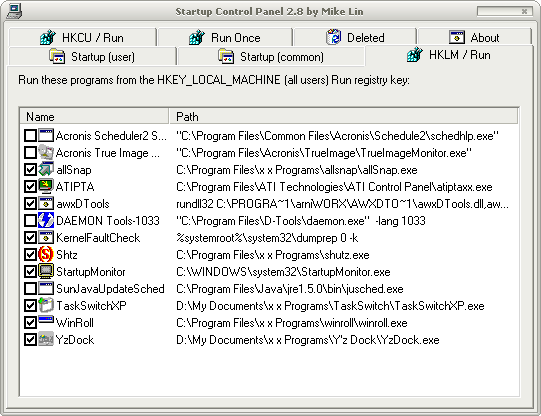 Startup Control Panel 2.8 by Mike Lin
HKCU / Run
Run Once
Deleted
About
Startup (user)
Startup (common)
HKLM / Run
Run these programs from the HKEY_LOCAL_MACHINE (all users) Run registry key:
Name Path
Acronis Scheduler2 S... "C:\Program Files\Common Files\Acronis\Schedule2\schedhlp.exe"
Acronis True Image ... "C:\Program Files\Acronis\TrueImage\TrueImageMonitor.exe"
allSnap C:\Program Files\x x Programs\allsnap\allSnap.exe
ATIPTA C:\Program Files\ATI Technologies\ATI Control Panel\atiptaxx.exe
awxDTools rundll32 C:\PROGRA~1\arniWORX\AWXDTO~1\awxDTools.dll,aw...
DAEMON Tools-1033 "C:\Program Files\D-Tools\daemon.exe" -lang 1033
KernelFaultCheck %systemroot%\system32\dumprep 0 -k
Shtz C:\Program Files\x x Programs\shutz.exe
StartupMonitor C:\WINDOWS\system32\StartupMonitor.exe
SunJavaUpdateSched C:\Program Files\Java\jre1.5.0\bin\jusched.exe
TaskSwitchXP D:\My Documents\x x Programs\TaskSwitch\TaskSwitchXP.exe
WinRoll C:\Program Files\x x Programs\winroll\winroll.exe
YzDock D:\My Documents\x x Programs\Y'z Dock\YzDock.exe